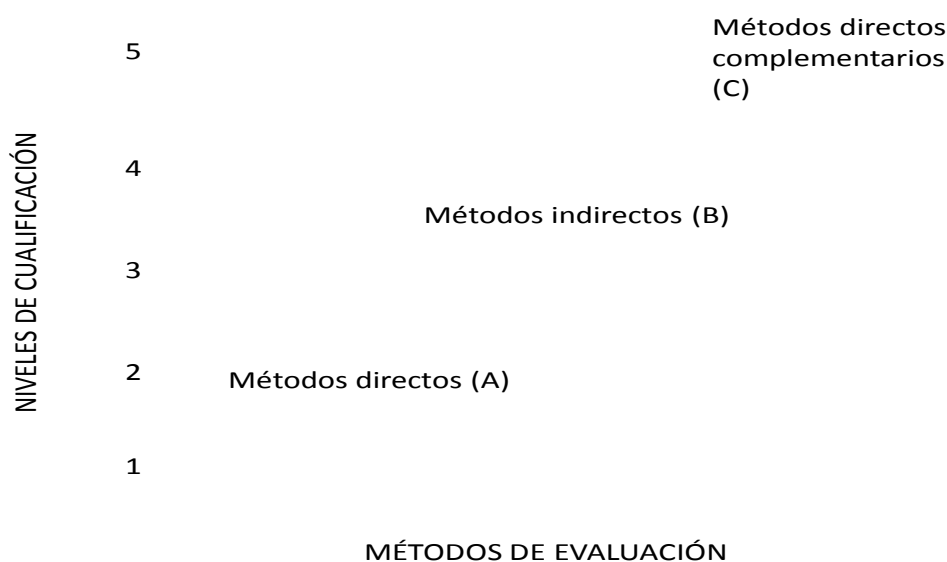 Métodos directos
complementarios
(C)
5
4
Métodos indirectos (B)
3
2
Métodos directos (A)
1
NIVELES DE CUALIFICACIÓN
MÉTODOS DE EVALUACIÓN